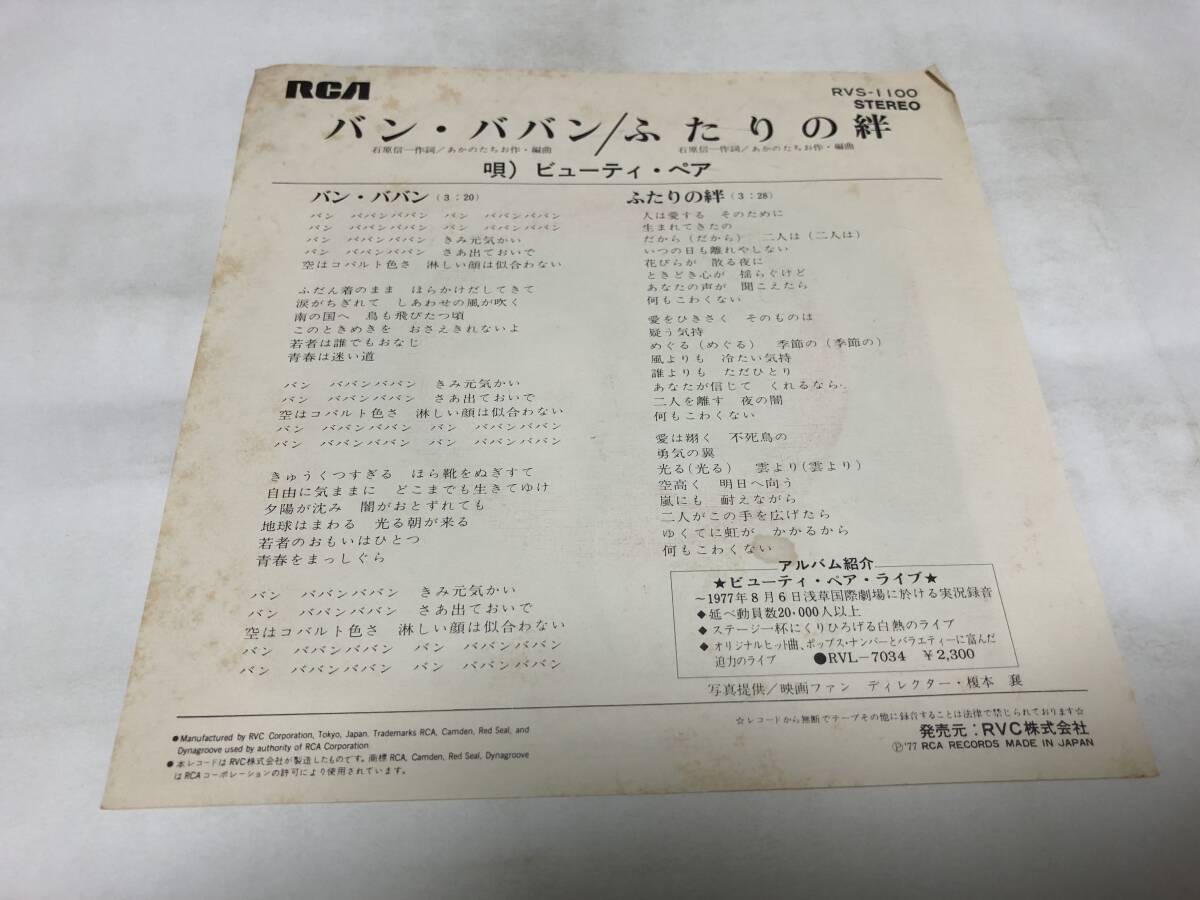 RCA
RVS-1100
STEREO
バン・ババン/ふたりの絆
石原信一作詞/あかのたちお作・編曲 石原信一作詞/あかのたちお作・編曲
唄)ビューティ・ペア
バン・ババン(3:20)
バン ババンババン バン ババンババン
バン ババンババン バン ババンババン
バン ババンババン きみ元気かい
バン ババンババン さあ出ておいで
空はコバルト色さ 淋しい顔は似合わない
ふだん着のまま ほらかけだしてきて
涙がちぎれて しあわせの風が吹く
南の国へ 鳥も飛びたつ頃
このときめきを おさえきれないよ
若者は誰でもおなじ
青春は迷い道
バン ババンババン きみ元気かい
バン ババンババン さあ出ておいで
空はコバルト色さ 淋しい顔は似合わない
バン ババンババン バン ババンババン
バン ババンババン バン ババンババン
きゅうくつすぎる ほら靴をぬぎすて
自由に気ままに どこまでも生きてゆけ
夕陽が沈み 闇がおとずれても
地球はまわる 光る朝が来る
若者のおもいはひとつ
青春をまっしぐら
バン ババンババン きみ元気かい
バン ババンババン さあ出ておいで
空はコバルト色さ 淋しい顔は似合わない
バン ババンババン バン ババンババン
バン ババンババン バン ババンババン
ふたりの絆(3:28)
人は愛する そのために
生まれてきたの
だから(だから) 二人は(二人は)
いつの日も離れやしない
花びらが 散る夜に
ときどき心が 揺らぐけど
あなたの声が 聞こえたら
何もこわくない
愛をひきさく そのものは
疑う気持
めぐる(めぐる) 季節の(季節の)
風よりも 冷たい気持
誰よりも ただひとり
あなたが信じて くれるなら
二人を離す 夜の闇
何もこわくない
愛は翔く 不死鳥の
勇気の翼
光る(光る) 雲より(雲より)
空高く 明日へ向う
嵐にも 耐えながら
二人がこの手を広げたら
ゆくてに虹が かかるから
何もこわくない
アルバム紹介
★ビューティ・ペア・ライブ★
~1977年8月6日浅草国際劇場に於ける実況録音
◆延べ動員数20,000人以上
◆ステージ一杯にくりひろげる白熱のライブ
◆オリジナルヒット曲、ポップス・ナンバーとバラエティーに富んだ
迫力のライブ ●RVL-7034 ¥2,300
写真提供/映画ファン ディレクター・榎本 襄
☆レコードから無断でテープその他に録音することは法律で禁じられております☆
発売元:RVC株式会社
Ⓟ'77 RCA RECORDS MADE IN JAPAN
●Manufactured by RVC Corporation, Tokyo, Japan. Trademarks RCA, Camden, Red Seal, and
Dynagroove used by authority of RCA Corporation.
●本レコードはRVC株式会社が製造したものです。商標RCA, Camden, Red Seal, Dynagroove
はRCAコーポレーションの許可により使用されています。